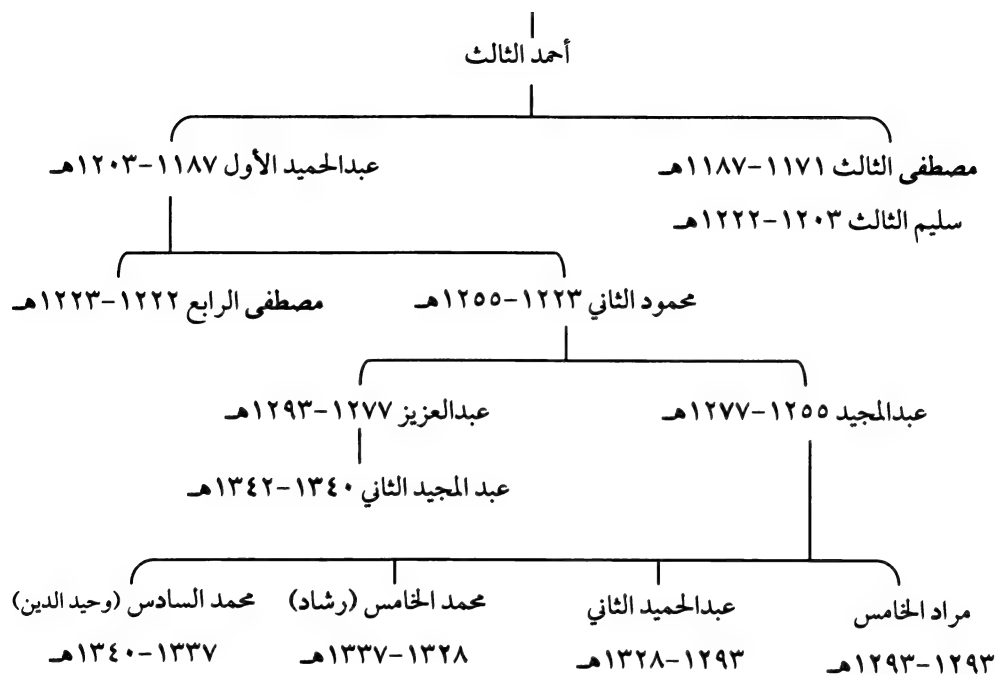 أحمد الثالث
مصطفى الثالث ١١٧١-١١٨٧هـ
عبدالحميد الأول ١١٨٧-١٢٠٣هـ
سليم الثالث ١٢٠٣-١٢٢٢هـ
محمود الثاني ١٢٢٣-١٢٥٥هـ
مصطفى الرابع ١٢٢٢-١٢٢٣هـ
عبدالمجيد ١٢٥٥-١٢٧٧هـ
عبدالعزيز ١٢٧٧-١٢٩٣هـ
عبد المجيد الثاني ١٣٤٠-١٣٤٢هـ
مراد الخامس
١٢٩٣-١٢٩٣هـ
عبدالحميد الثاني
١٢٩٣-١٣٢٨هـ
محمد الخامس (رشاد)
١٣٢٨-١٣٣٧هـ
محمد السادس (وحيد الدين)
١٣٣٧-١٣٤٠هـ